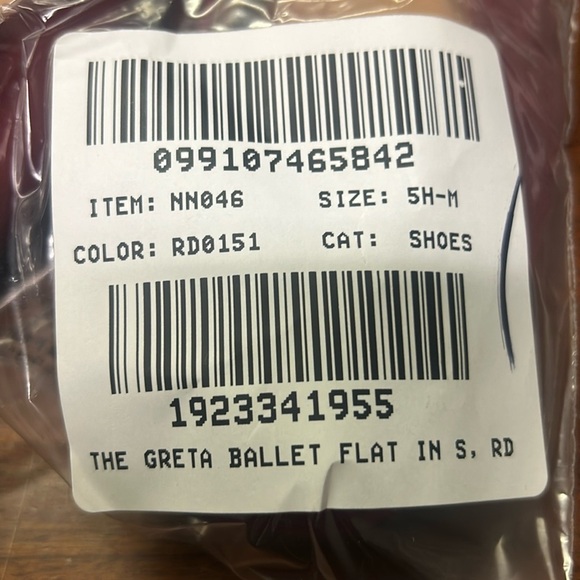 099107465842
ITEM: NN046 SIZE: 5H-M
COLOR: RD0151 CAT: SHOES
1923341955
THE GRETA BALLET FLAT IN S, RD